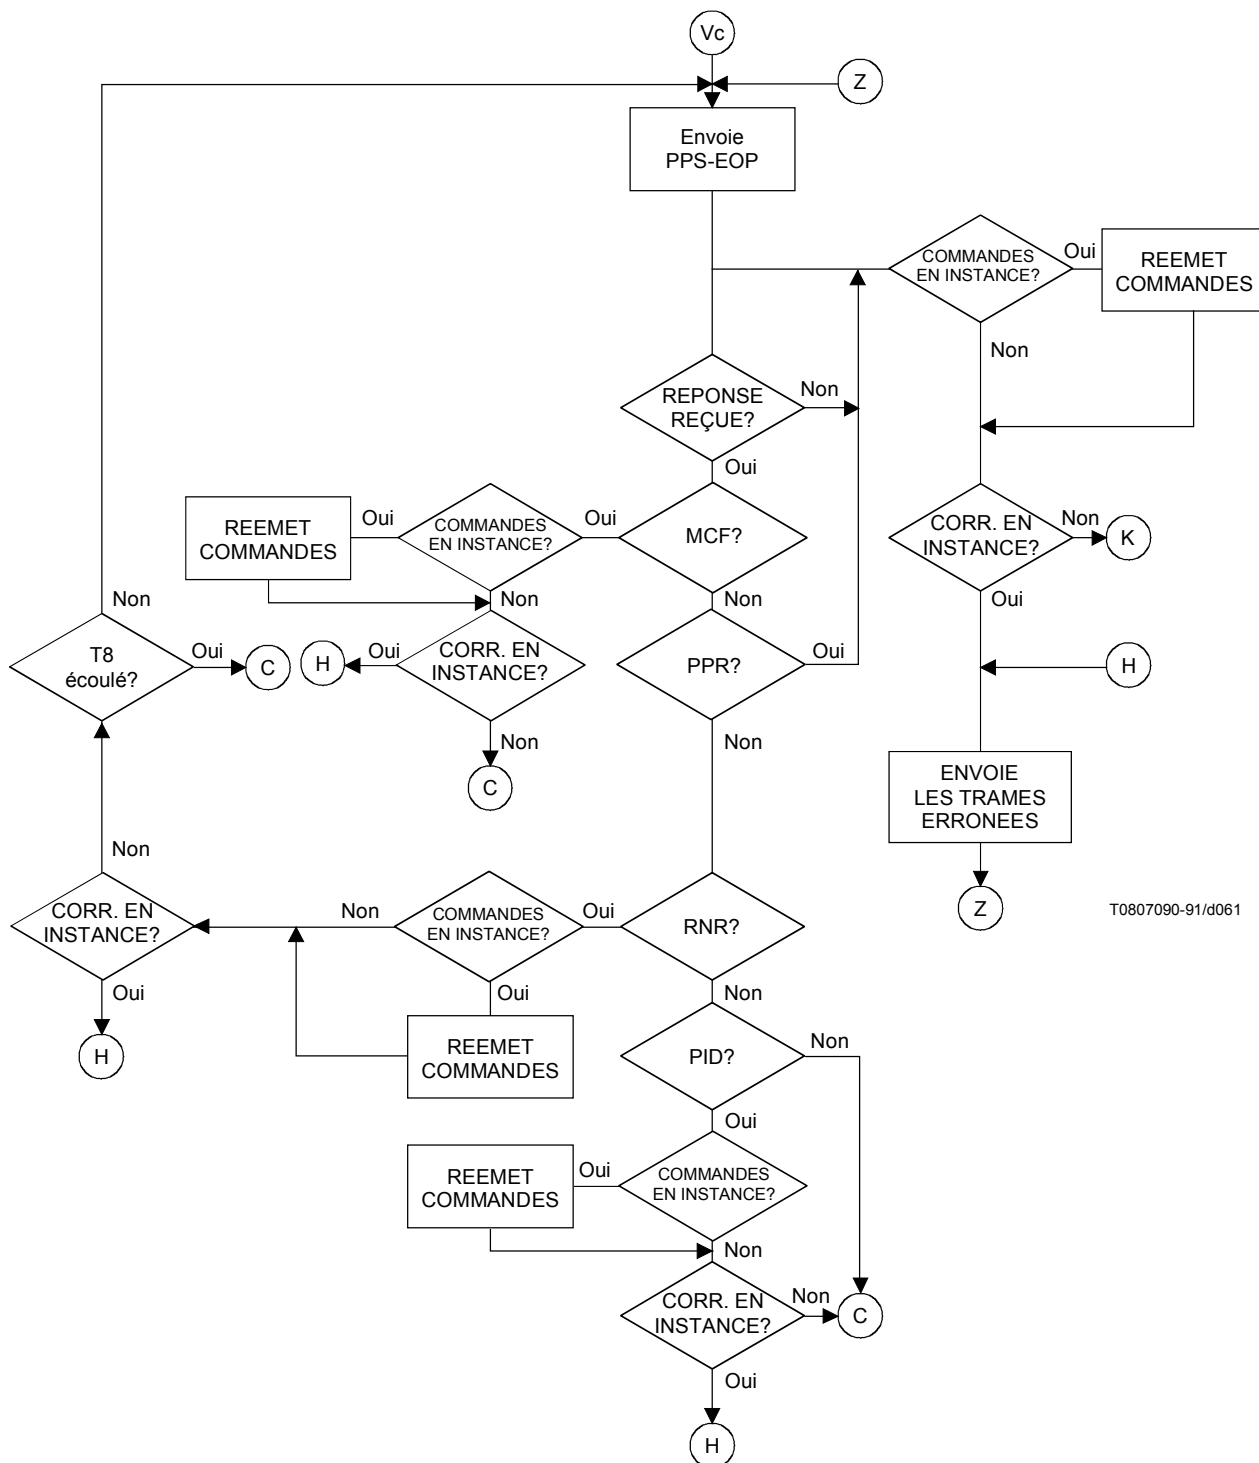 Vc
Z
Envoie
PPS-EOP
COMMANDES
EN INSTANCE?
Oui
REEMET
COMMANDES
Non
REPONSE
REÇUE?
Non
Oui
REEMET
COMMANDES
Oui
COMMANDES
EN INSTANCE?
Oui
MCF?
CORR. EN
INSTANCE?
Non
K
Non
Non
Non
Oui
T8
écoulé?
Oui
C
H
Oui
CORR. EN
INSTANCE?
PPR?
Oui
H
Non
Non
C
ENVOIE
LES TRAMES
ERRONEES
Non
CORR. EN
INSTANCE?
Non
COMMANDES
EN INSTANCE?
Oui
RNR?
Z
T0807090-91/d061
Oui
Oui
Non
H
REEMET
COMMANDES
PID?
Non
Oui
REEMET
COMMANDES
Oui
COMMANDES
EN INSTANCE?
Non
CORR. EN
INSTANCE?
Non
C
Oui
H